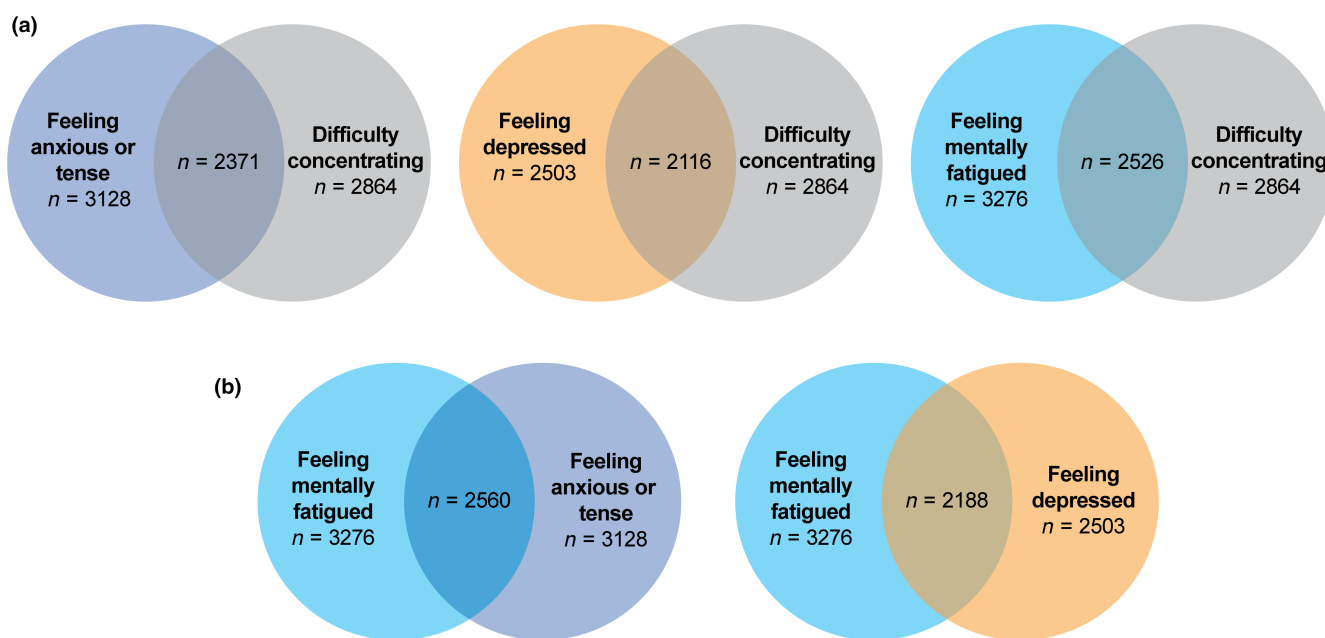 (a)
Feeling
anxious or
tense
n = 3128
n = 2371
Difficulty
concentrating
n = 2864
Feeling
depressed
n = 2503
n = 2116
Difficulty
concentrating
n = 2864
Feeling
mentally
fatigued
n = 3276
n = 2526
Difficulty
concentrating
n = 2864
(b)
Feeling
mentally
fatigued
n = 3276
n = 2560
Feeling
anxious or
tense
n = 3128
Feeling
mentally
fatigued
n = 3276
n = 2188
Feeling
depressed
n = 2503